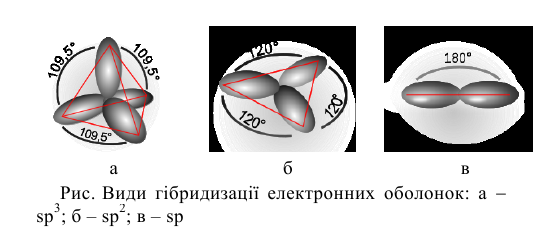 109,5° 109,5° 109,5°
120° 120° 120°
180°
а б в
Рис. Види гібридизації електронних оболонок: а –
sp³; б – sp²; в – sp